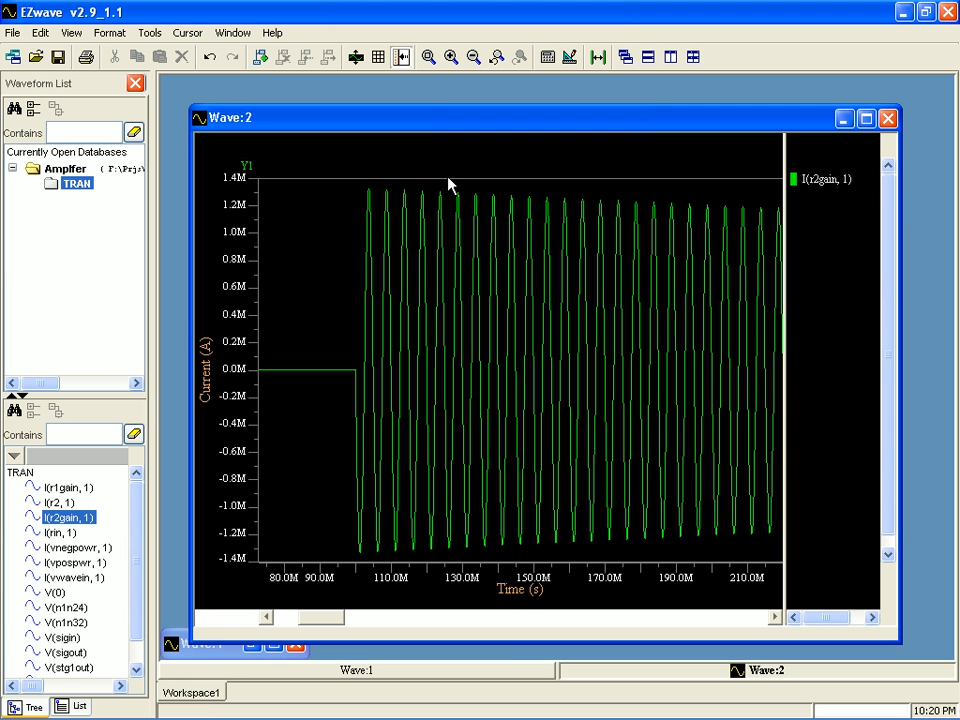 EZwave v2.9_1.1
File Edit View Format Tools Cursor Window Help
Waveform List
Contains
Currently Open Databases
Amplfer ( F:\Prjs\
TRAN
Contains
TRAN
I(r1gain, 1)
I(r2, 1)
I(r2gain, 1)
I(rin, 1)
I(vnegpowr, 1)
I(vpospwr, 1)
I(vwavein, 1)
V(0)
V(n1n24)
V(n1n32)
V(sigin)
V(sigout)
V(stg1out)
Tree List
Wave:2
Y1
1.4M
1.2M
1.0M
0.8M
0.6M
0.4M
0.2M
0.0M
-0.2M
-0.4M
-0.6M
-0.8M
-1.0M
-1.2M
-1.4M
Current (A)
80.0M 90.0M 110.0M 130.0M 150.0M 170.0M 190.0M 210.0M
Time (s)
I(r2gain, 1)
Wave:1 Wave:2
Workspace1
10:20 PM